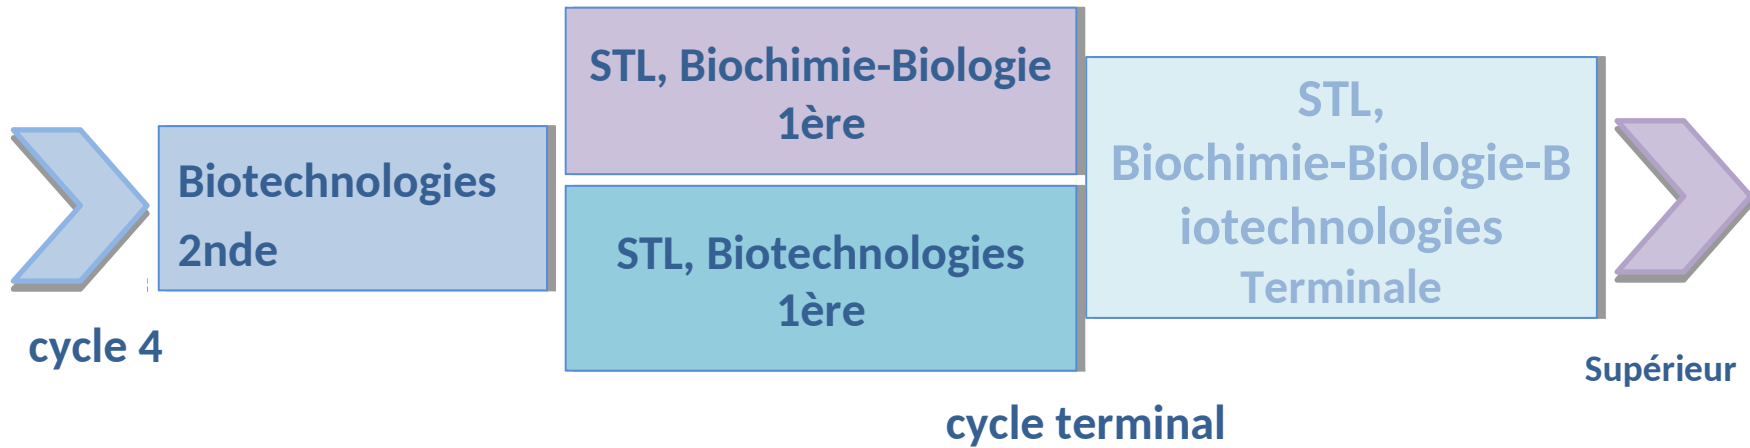 cycle 4
Biotechnologies
2nde
STL, Biochimie-Biologie
1ère
STL, Biotechnologies
1ère
STL,
Biochimie-Biologie-B
iotechnologies
Terminale
cycle terminal
Supérieur